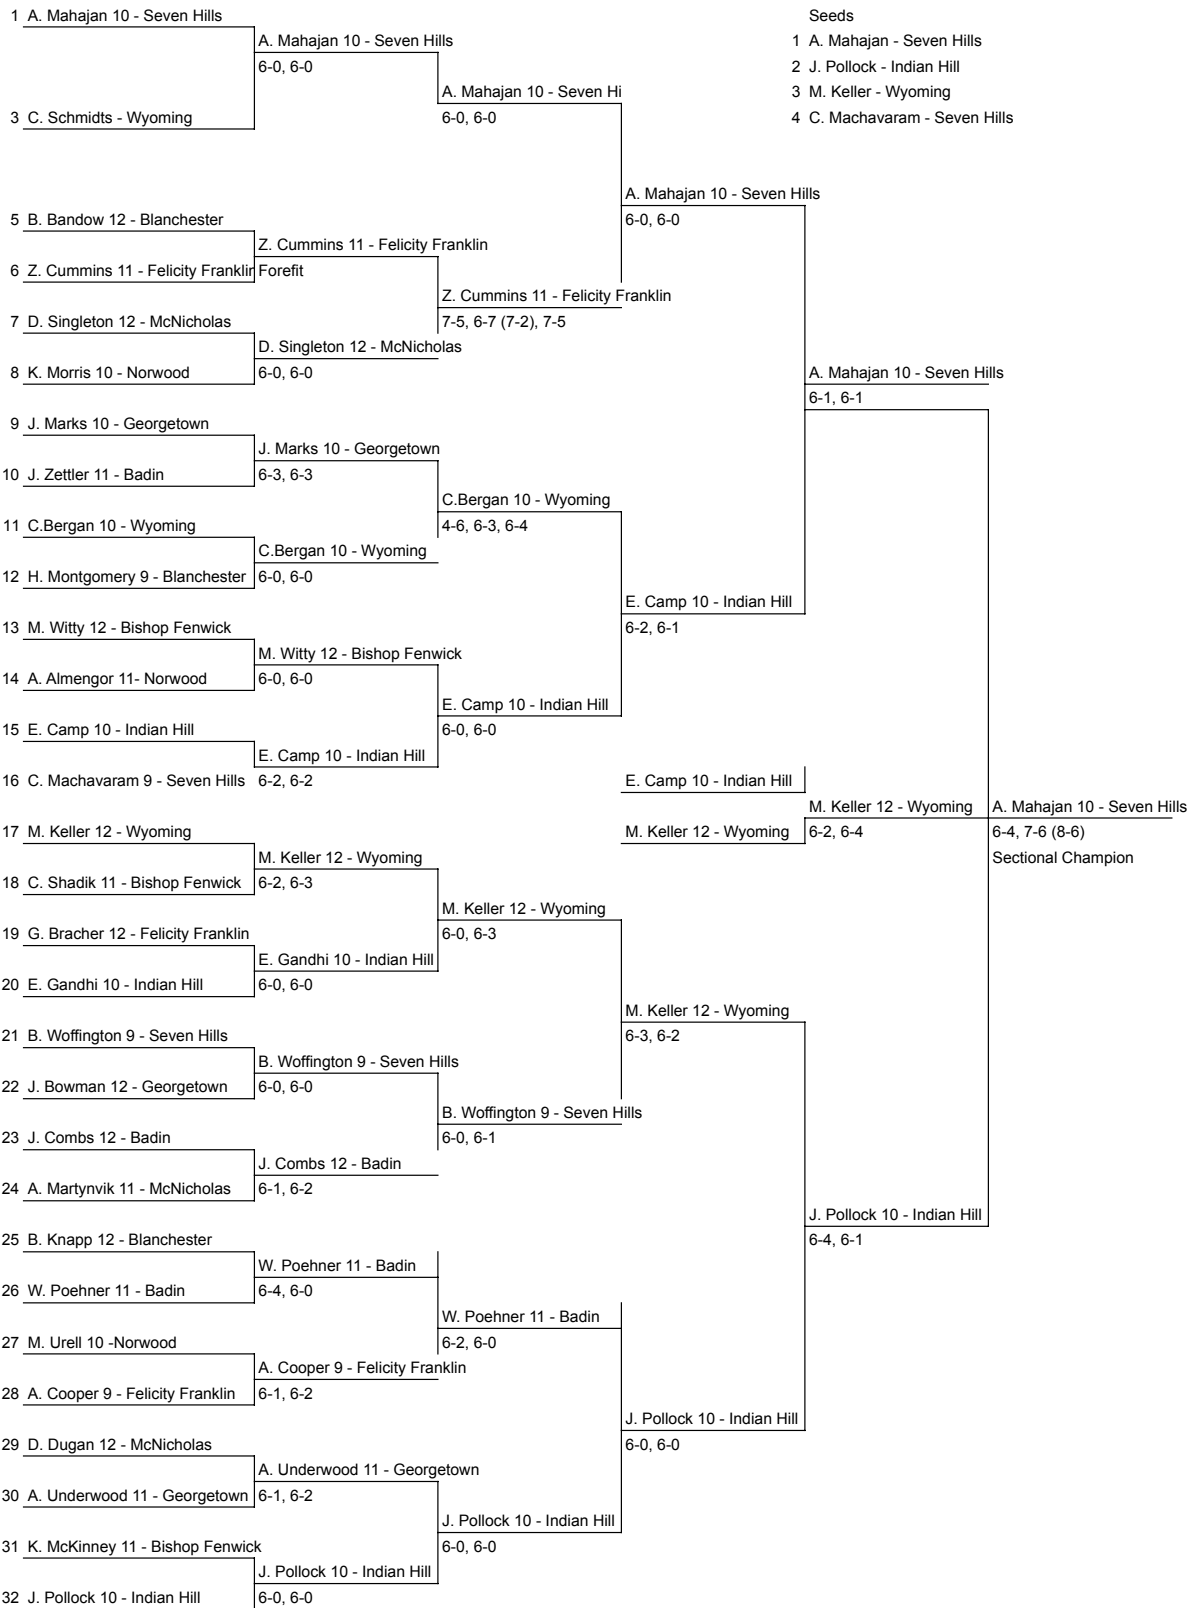 1 A. Mahajan 10 - Seven Hills
Seeds
A. Mahajan 10 - Seven Hills
1 A. Mahajan - Seven Hills
6-0, 6-0
2 J. Pollock - Indian Hill
A. Mahajan 10 - Seven Hi
3 M. Keller - Wyoming
3 C. Schmidts - Wyoming
6-0, 6-0
4 C. Machavaram - Seven Hills
A. Mahajan 10 - Seven Hills
5 B. Bandow 12 - Blanchester
6-0, 6-0
Z. Cummins 11 - Felicity Franklin
6 Z. Cummins 11 - Felicity Franklin
Forefit
Z. Cummins 11 - Felicity Franklin
7 D. Singleton 12 - McNicholas
7-5, 6-7 (7-2), 7-5
D. Singleton 12 - McNicholas
8 K. Morris 10 - Norwood
6-0, 6-0
A. Mahajan 10 - Seven Hills
6-1, 6-1
9 J. Marks 10 - Georgetown
J. Marks 10 - Georgetown
10 J. Zettler 11 - Badin
6-3, 6-3
C.Bergan 10 - Wyoming
11 C.Bergan 10 - Wyoming
4-6, 6-3, 6-4
C.Bergan 10 - Wyoming
12 H. Montgomery 9 - Blanchester
6-0, 6-0
E. Camp 10 - Indian Hill
13 M. Witty 12 - Bishop Fenwick
6-2, 6-1
M. Witty 12 - Bishop Fenwick
14 A. Almengor 11- Norwood
6-0, 6-0
E. Camp 10 - Indian Hill
15 E. Camp 10 - Indian Hill
6-0, 6-0
E. Camp 10 - Indian Hill
16 C. Machavaram 9 - Seven Hills
6-2, 6-2
E. Camp 10 - Indian Hill
M. Keller 12 - Wyoming
A. Mahajan 10 - Seven Hills
17 M. Keller 12 - Wyoming
M. Keller 12 - Wyoming
6-2, 6-4
6-4, 7-6 (8-6)
M. Keller 12 - Wyoming
Sectional Champion
18 C. Shadik 11 - Bishop Fenwick
6-2, 6-3
M. Keller 12 - Wyoming
19 G. Bracher 12 - Felicity Franklin
6-0, 6-3
E. Gandhi 10 - Indian Hill
20 E. Gandhi 10 - Indian Hill
6-0, 6-0
M. Keller 12 - Wyoming
21 B. Woffington 9 - Seven Hills
6-3, 6-2
B. Woffington 9 - Seven Hills
22 J. Bowman 12 - Georgetown
6-0, 6-0
B. Woffington 9 - Seven Hills
23 J. Combs 12 - Badin
6-0, 6-1
J. Combs 12 - Badin
24 A. Martynvik 11 - McNicholas
6-1, 6-2
J. Pollock 10 - Indian Hill
25 B. Knapp 12 - Blanchester
6-4, 6-1
W. Poehner 11 - Badin
26 W. Poehner 11 - Badin
6-4, 6-0
W. Poehner 11 - Badin
27 M. Urell 10 -Norwood
6-2, 6-0
A. Cooper 9 - Felicity Franklin
28 A. Cooper 9 - Felicity Franklin
6-1, 6-2
J. Pollock 10 - Indian Hill
29 D. Dugan 12 - McNicholas
6-0, 6-0
A. Underwood 11 - Georgetown
30 A. Underwood 11 - Georgetown
6-1, 6-2
J. Pollock 10 - Indian Hill
31 K. McKinney 11 - Bishop Fenwick
6-0, 6-0
J. Pollock 10 - Indian Hill
32 J. Pollock 10 - Indian Hill
6-0, 6-0